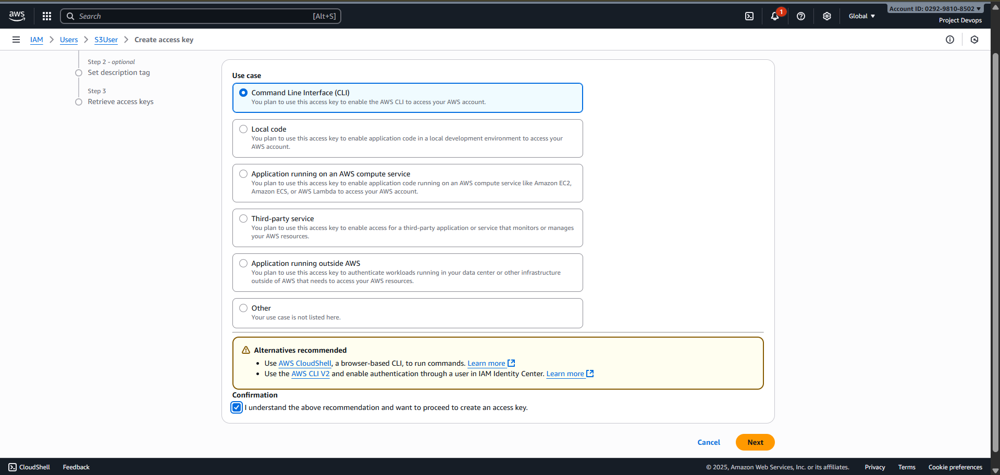 aws
Search
[Alt+S]
1
Global
Account ID: 0292-9810-8502
Project Devops
IAM
Users
S3User
Create access key
Step 2 - optional
Set description tag
Step 3
Retrieve access keys
Use case
Command Line Interface (CLI)
You plan to use this access key to enable the AWS CLI to access your AWS account.
Local code
You plan to use this access key to enable application code in a local development environment to access your
AWS account.
Application running on an AWS compute service
You plan to use this access key to enable application code running on an AWS compute service like Amazon EC2,
Amazon ECS, or AWS Lambda to access your AWS account.
Third-party service
You plan to use this access key to enable access for a third-party application or service that monitors or manages
your AWS resources.
Application running outside AWS
You plan to use this access key to authenticate workloads running in your data center or other infrastructure
outside of AWS that needs to access your AWS resources.
Other
Your use case is not listed here.
Alternatives recommended
• Use AWS CloudShell, a browser-based CLI, to run commands. Learn more
• Use the AWS CLI V2 and enable authentication through a user in IAM Identity Center. Learn more
Confirmation
I understand the above recommendation and want to proceed to create an access key.
Cancel
Next
CloudShell
Feedback
© 2025, Amazon Web Services, Inc. or its affiliates.
Privacy
Terms
Cookie preferences